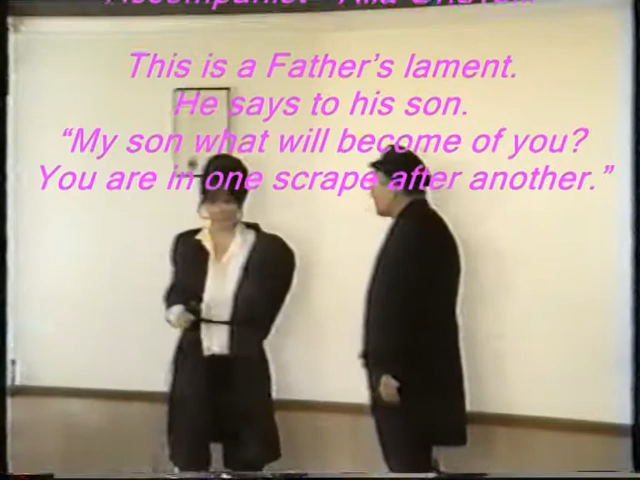 Accompanist
This is a Father's lament.
He says to his son.
“My son what will become of you?
You are in one scrape after another.”